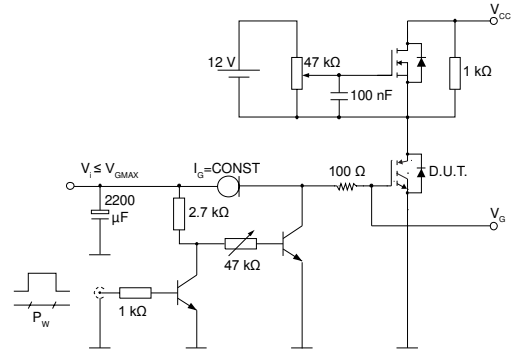 V_CC
12 V
47 kΩ
100 nF
1 kΩ
V_i ≤ V_GMAX
I_G=CONST
100 Ω
D.U.T.
2200
μF
2.7 kΩ
V_G
47 kΩ
1 kΩ
P_W